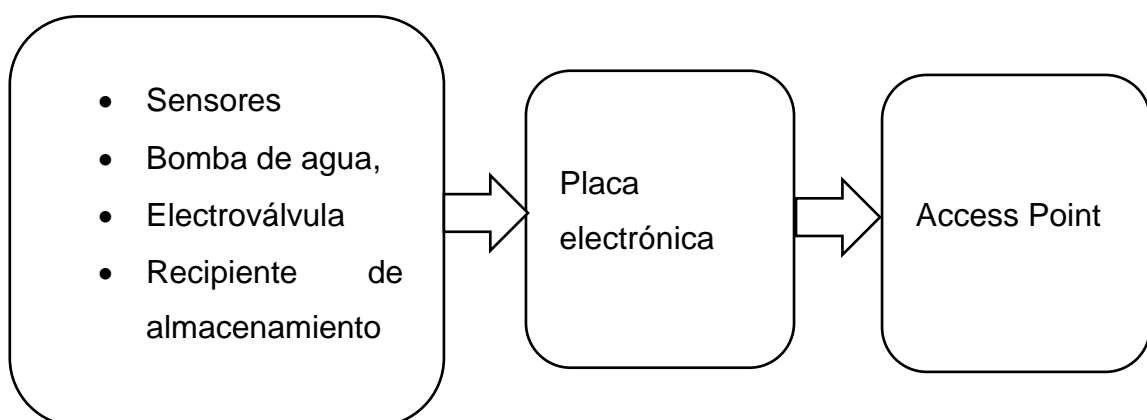 • Sensores
• Bomba de agua,
• Electroválvula
• Recipiente de
almacenamiento
Placa
electrónica
Access Point